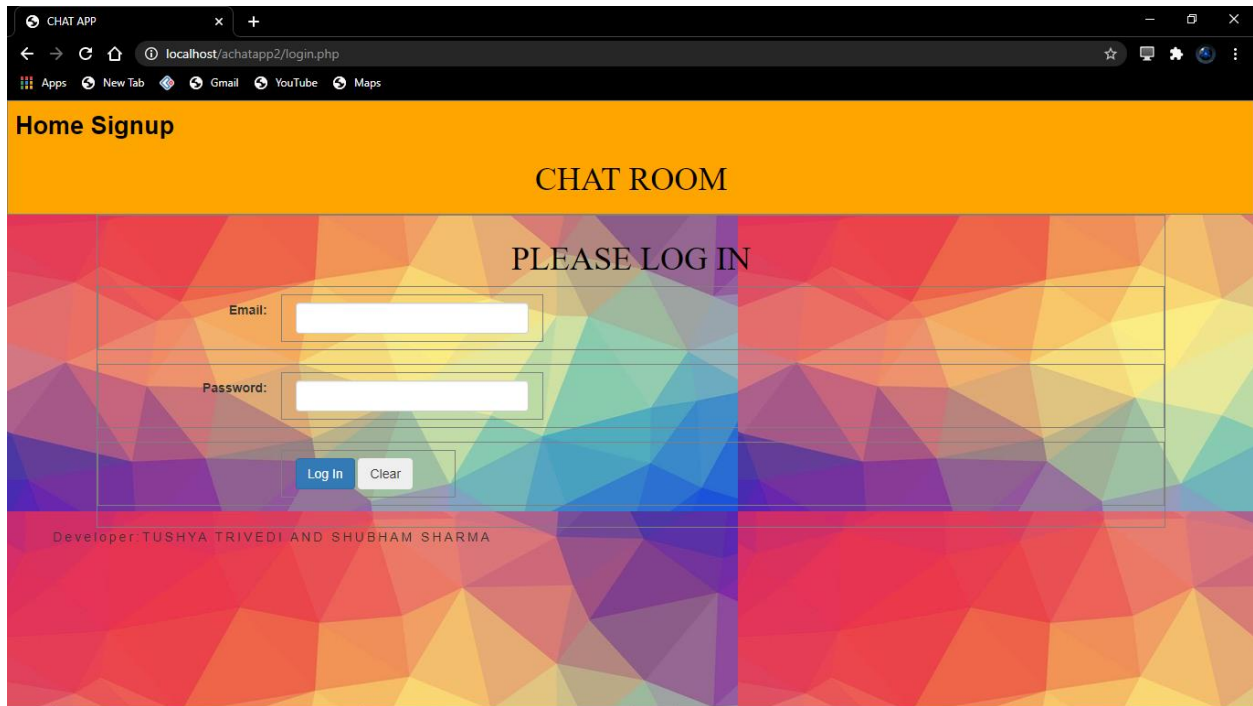 CHAT APP
localhost/achatapp2/login.php
Apps New Tab Gmail YouTube Maps
Home Signup
CHAT ROOM
PLEASE LOG IN
Email:
Password:
Log In Clear
Developer:TUSHYA TRIVEDI AND SHUBHAM SHARMA